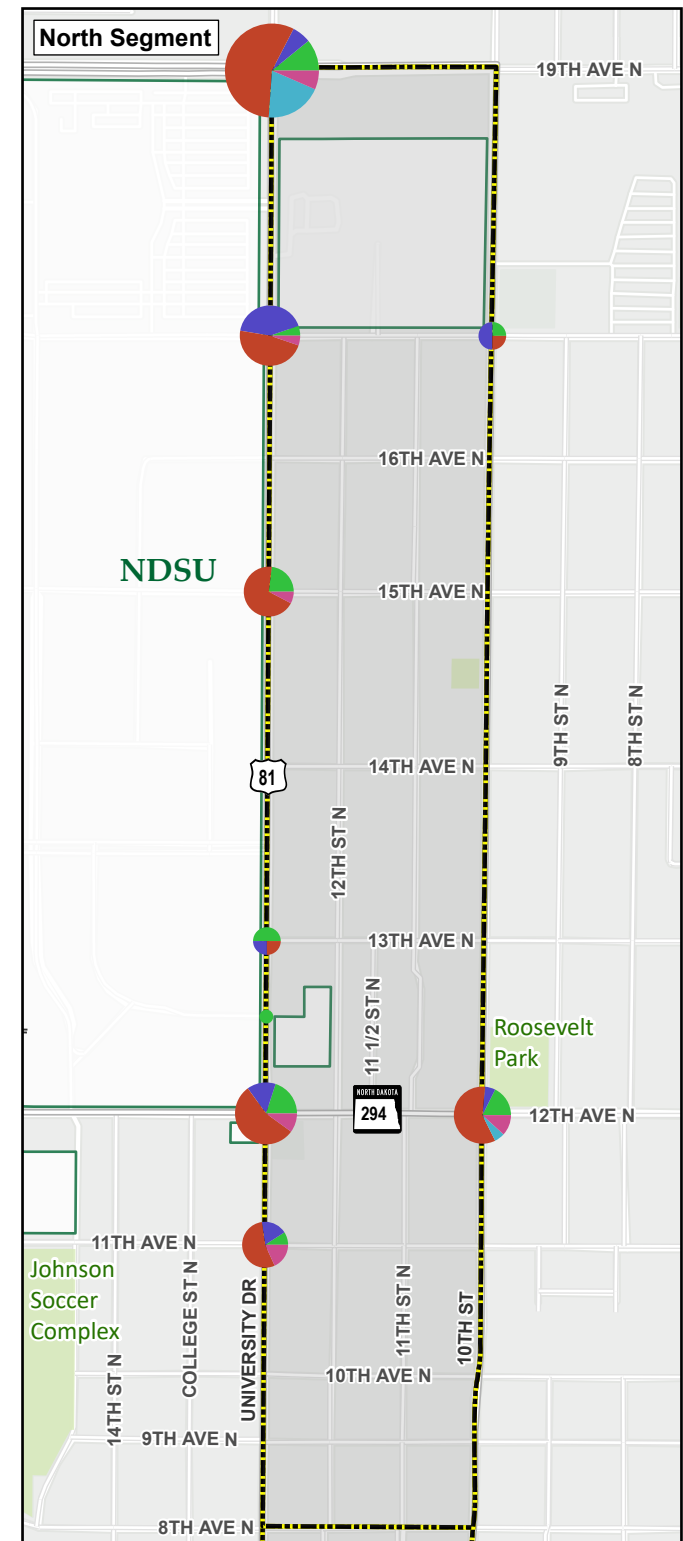 North Segment
19TH AVE N
16TH AVE N
NDSU
15TH AVE N
9TH ST N
8TH ST N
81
14TH AVE N
12TH ST N
13TH AVE N
11 1/2 ST N
Roosevelt
Park
NORTH DAKOTA
294
12TH AVE N
11TH AVE N
Johnson
Soccer
Complex
14TH ST N
COLLEGE ST N
UNIVERSITY DR
11TH ST N
10TH ST
10TH AVE N
9TH AVE N
8TH AVE N